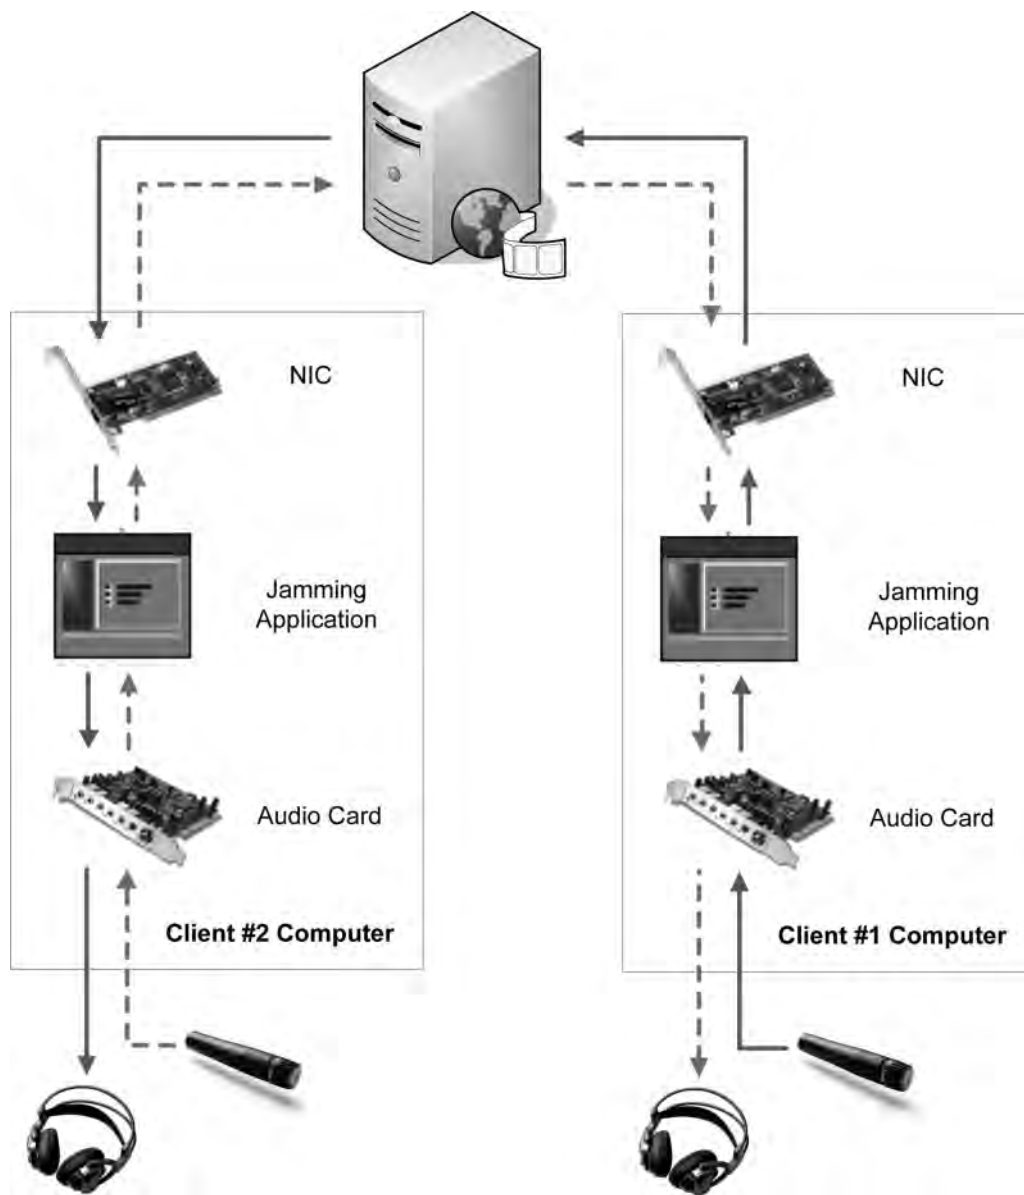 NIC
Jamming
Application
Audio Card
Client #2 Computer
NIC
Jamming
Application
Audio Card
Client #1 Computer